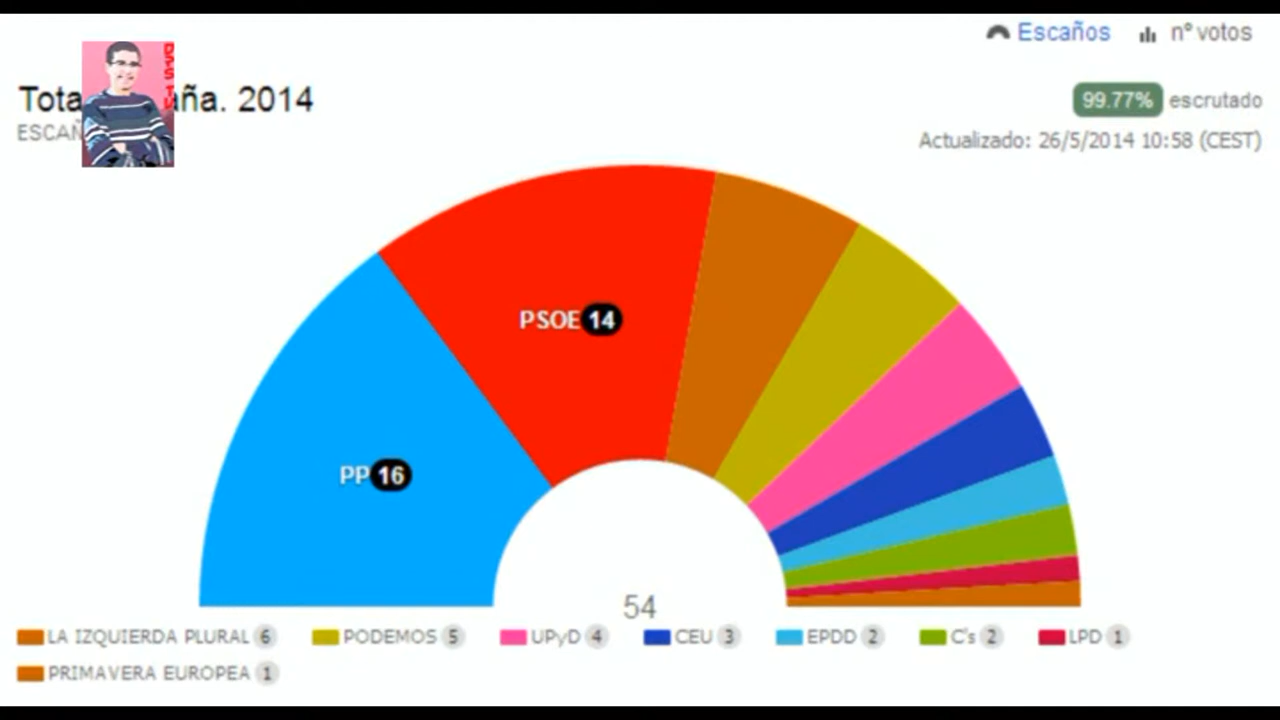 Escaños nº votos
Tota aña. 2014
99.77% escrutado
ESCAÑ
Actualizado: 26/5/2014 10:58 (CEST)
PSOE 14
PP 16
54
LA IZQUIERDA PLURAL 6 PODEMOS 5 UPyD 4 CEU 3 EPDD 2 C's 2 LPD 1
PRIMAVERA EUROPEA 1